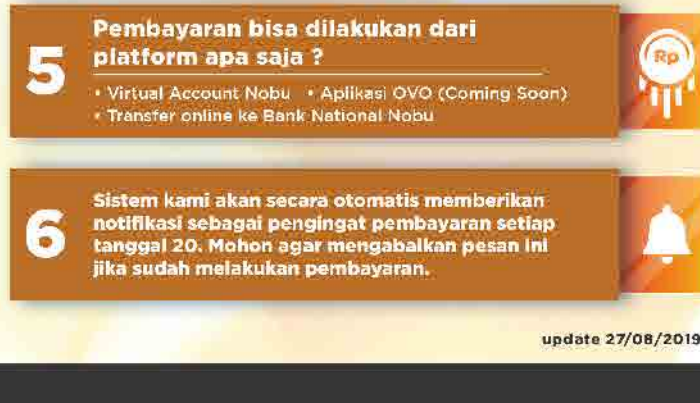 5
Pembayaran bisa dilakukan dari
platform apa saja ?
• Virtual Account Nobu • Aplikasi OVO (Coming Soon)
• Transfer online ke Bank National Nobu
Rp
6
Sistem kami akan secara otomatis memberikan
notifikasi sebagai pengingat pembayaran setiap
tanggal 20. Mohon agar mengabaikan pesan ini
jika sudah melakukan pembayaran.
update 27/08/2019